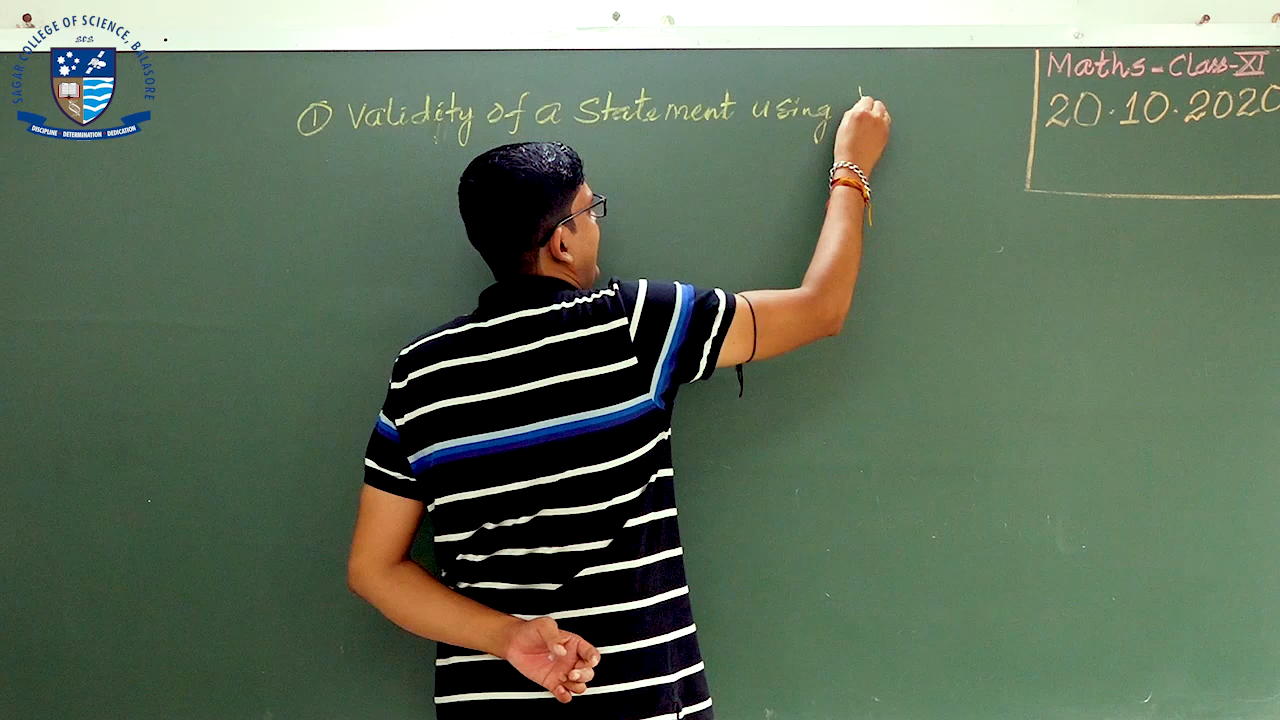 SAGAR COLLEGE OF SCIENCE, BALASORE
SCS
DISCIPLINE DETERMINATION DEDICATION
① Validity of a Statement using
Maths - Class - XI
20.10.2020